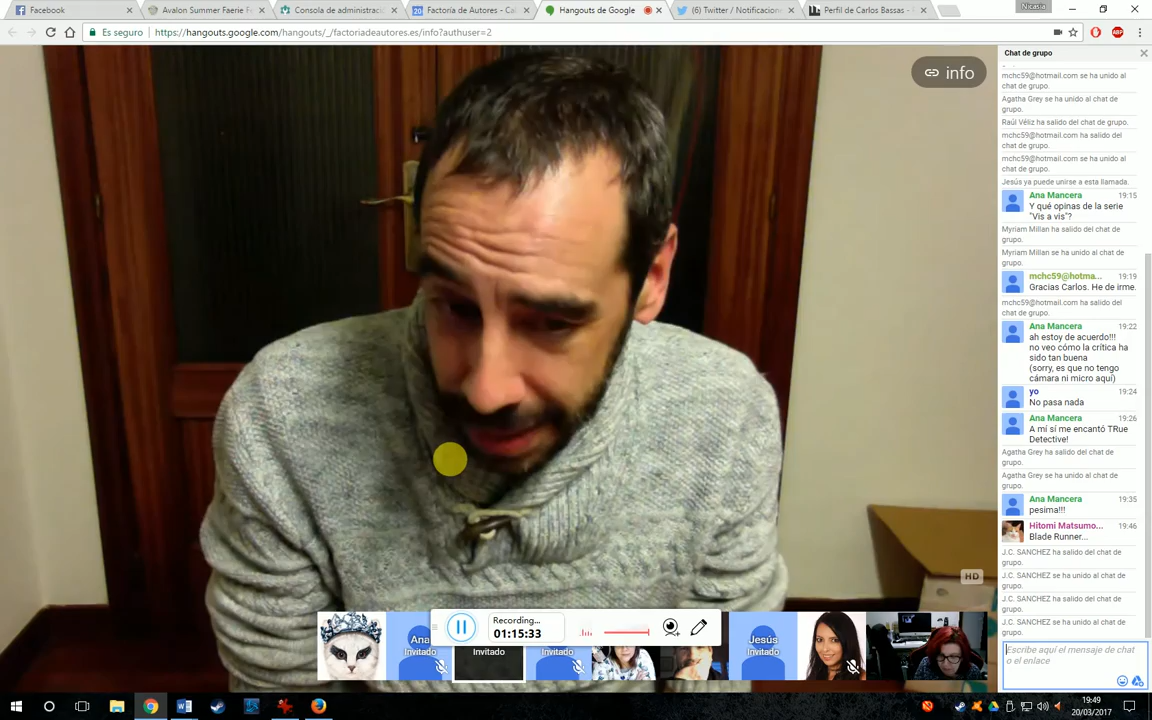 Nicasia
Facebook
Avalon Summer Faerie F
Consola de administraci
Factoría de Autores - Cal
Hangouts de Google
(6) Twitter / Notificacion
Perfil de Carlos Bassas - R
Es seguro
https://hangouts.google.com/hangouts/_/factoriadeautores.es/info?authuser=2
ABP
info
Chat de grupo
mchc59@hotmail.com se ha unido al
chat de grupo.
Agatha Grey se ha unido al chat de
grupo.
Raúl Véliz ha salido del chat de grupo.
mchc59@hotmail.com ha salido del
chat de grupo.
mchc59@hotmail.com se ha unido al
chat de grupo.
Jesús ya puede unirse a esta llamada.
Ana Mancera 19:15
Y qué opinas de la serie
"Vis a vis"?
Myriam Millan ha salido del chat de
grupo.
Myriam Millan se ha unido al chat de
grupo.
mchc59@hotma... 19:19
Gracias Carlos. He de irme.
mchc59@hotmail.com ha salido del
chat de grupo.
Ana Mancera 19:22
ah estoy de acuerdo!!!
no veo cómo la crítica ha
sido tan buena
(sorry, es que no tengo
cámara ni micro aquí)
yo 19:24
No pasa nada
Ana Mancera 19:26
A mí sí me encantó TRue
Detective!
Agatha Grey ha salido del chat de
grupo.
Agatha Grey se ha unido al chat de
grupo.
Ana Mancera 19:35
pesima!!!
Hitomi Matsumo... 19:46
Blade Runner...
J.C. SANCHEZ ha salido del chat de
grupo.
J.C. SANCHEZ se ha unido al chat de
grupo.
J.C. SANCHEZ ha salido del chat de
grupo.
J.C. SANCHEZ se ha unido al chat de
grupo.
Escribe aquí el mensaje de chat
o el enlace
HD
Recording...
01:15:33
Ana
Invitado
Invitado
Invitado
Jesús
Invitado
19:49
20/03/2017